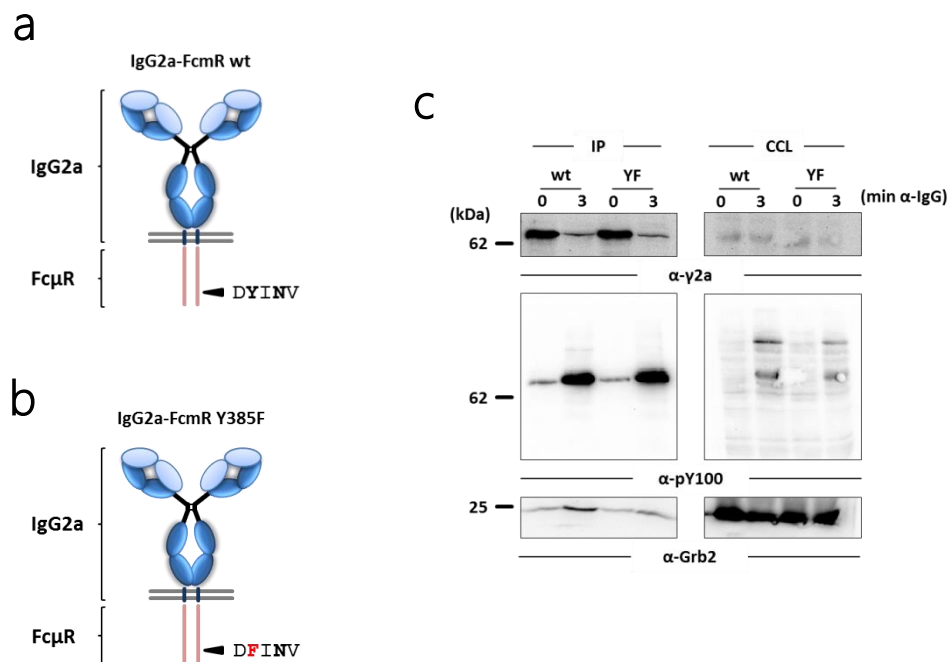 a
IgG2a-FcmR wt
IgG2a
FcμR
DYINV
b
IgG2a-FcmR Y385F
IgG2a
FcμR
DFINV
c
IP CCL
wt YF wt YF
0 3 0 3 0 3 0 3 (min α-IgG)
(kDa)
62
α-γ2a
62
α-pY100
25
α-Grb2